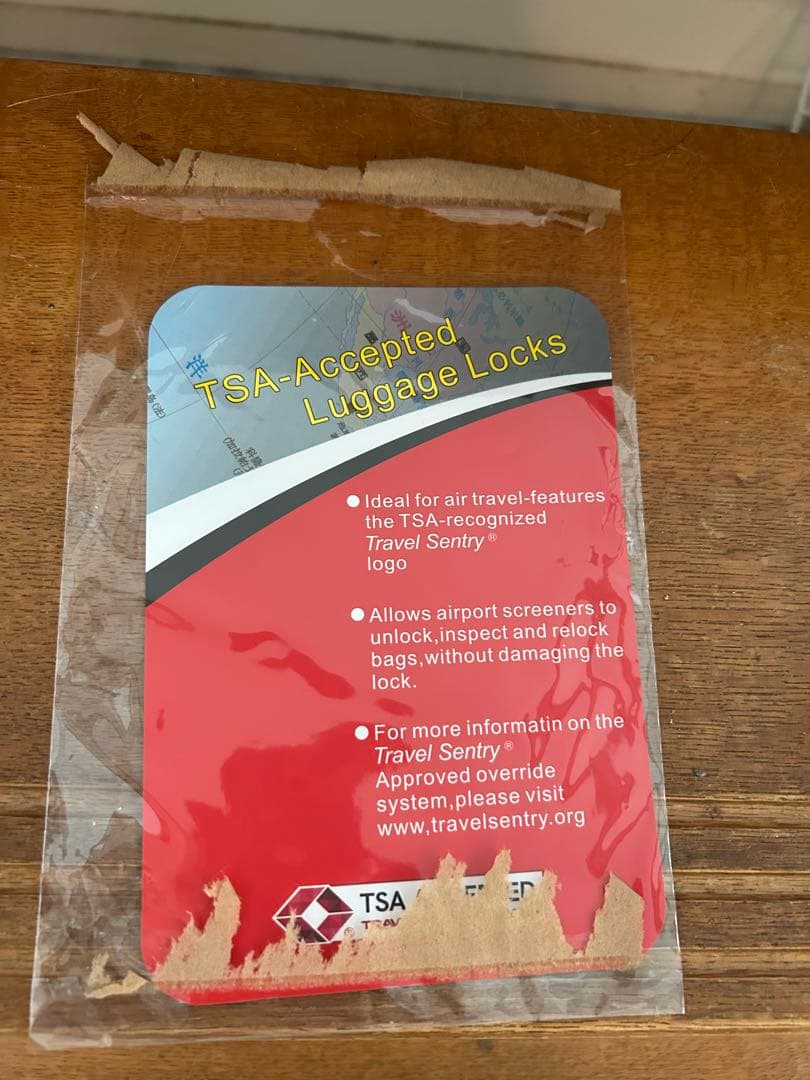 洋
洲
TSA-Accepted
Luggage Locks
● Ideal for air travel-features
the TSA-recognized
Travel Sentry®
logo
● Allows airport screeners to
unlock,inspect and relock
bags,without damaging the
lock.
● For more informatin on the
Travel Sentry®
Approved override
system,please visit
www,travelsentry.org
TSA